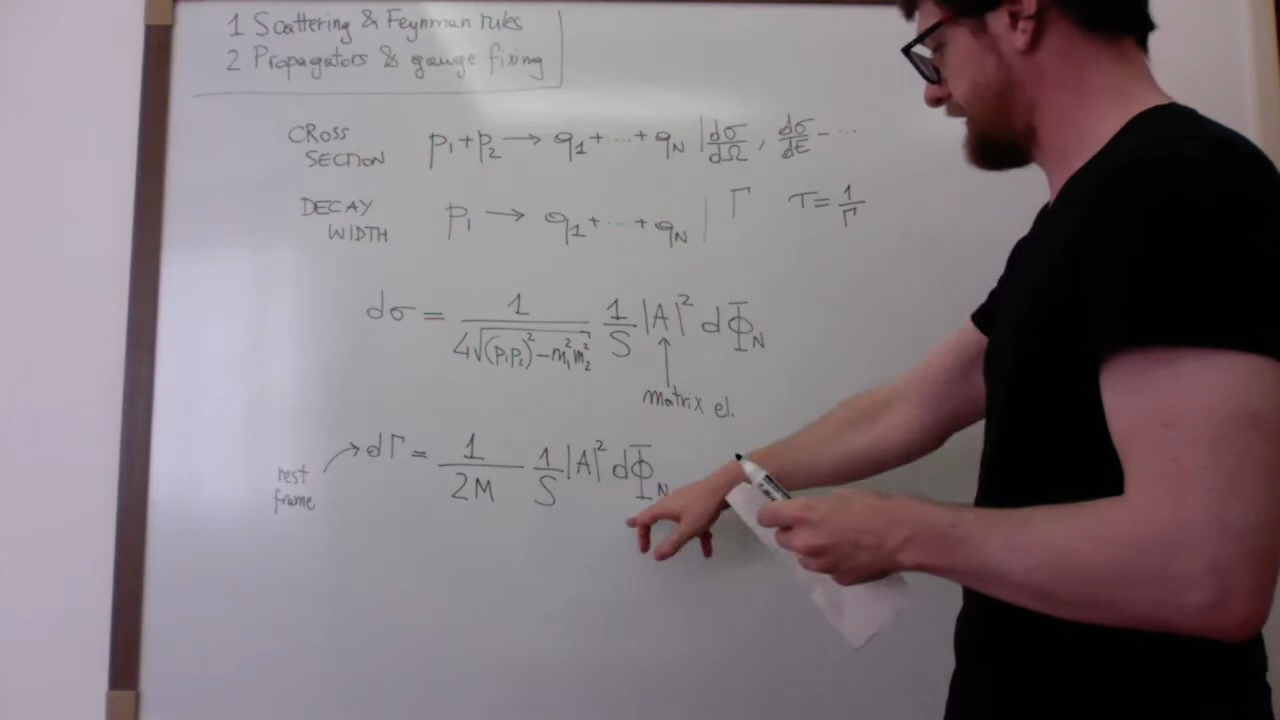 1 Scattering & Feynman rules
2 Propagators & gauge fixing
CROSS SECTION p₁+p₂ → q₁+⋯+q_N | dσ/dΩ, dσ/dE ⋯
DECAY WIDTH p₁ → q₁+⋯+q_N | Γ τ=1/Γ
dσ = 1/(4√((p₁p₂)²−m₁²m₂²)) 1/S |A|² dΦ_N
matrix el.
rest frame → dΓ = 1/(2M) 1/S |A|² dΦ_N